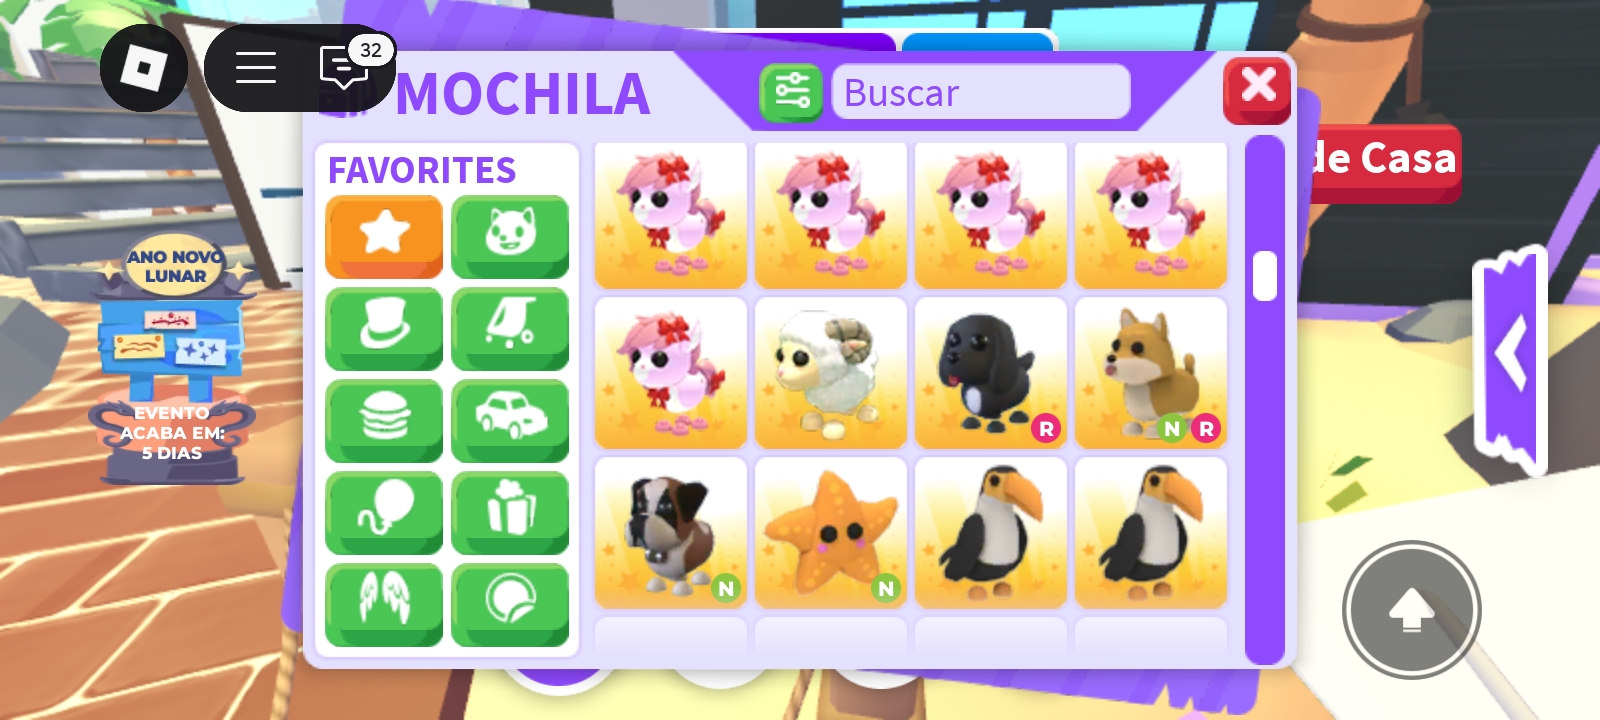 32
MOCHILA
Buscar
FAVORITES
de Casa
ANO NOVO
LUNAR
EVENTO
ACABA EM:
5 DIAS
R
N R
N
N